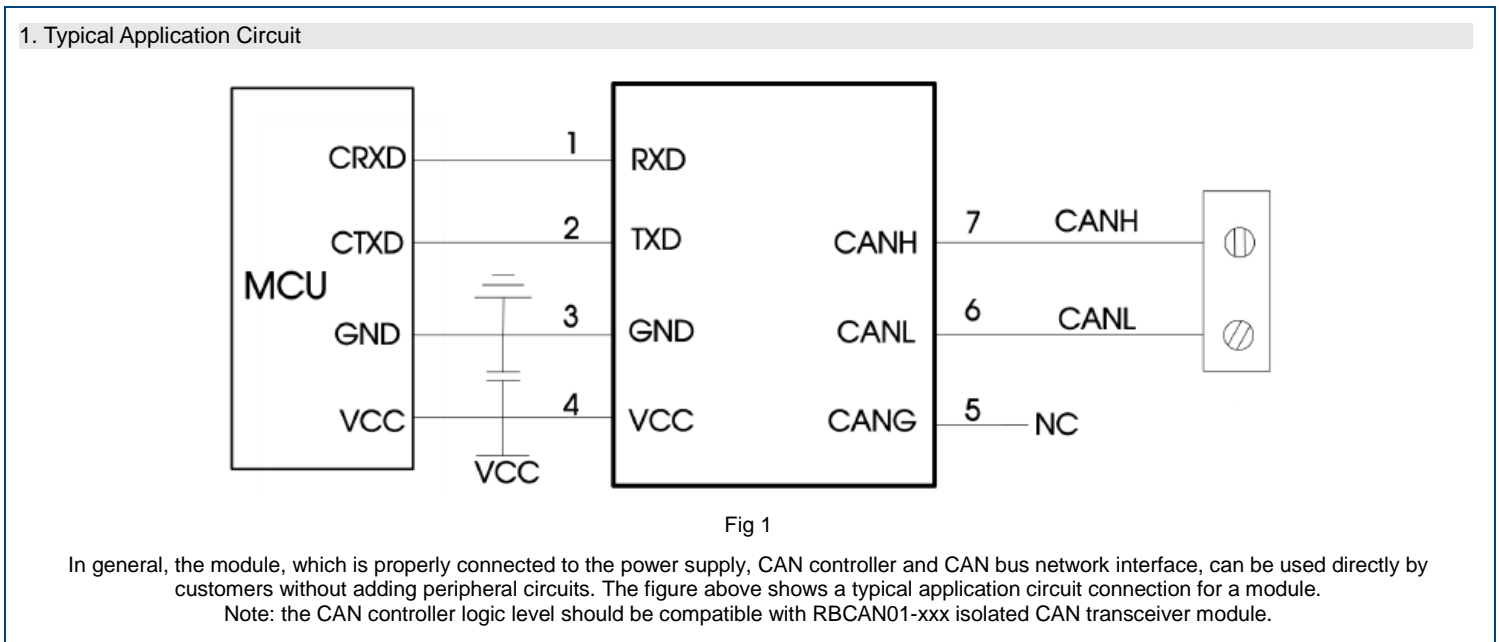 1. Typical Application Circuit
CRXD 1 RXD
CTXD 2 TXD CANH 7 CANH
MCU
GND 3 GND CANL 6 CANL
VCC 4 VCC CANG 5 NC
VCC
Fig 1
In general, the module, which is properly connected to the power supply, CAN controller and CAN bus network interface, can be used directly by
customers without adding peripheral circuits. The figure above shows a typical application circuit connection for a module.
Note: the CAN controller logic level should be compatible with RBCAN01-xxx isolated CAN transceiver module.